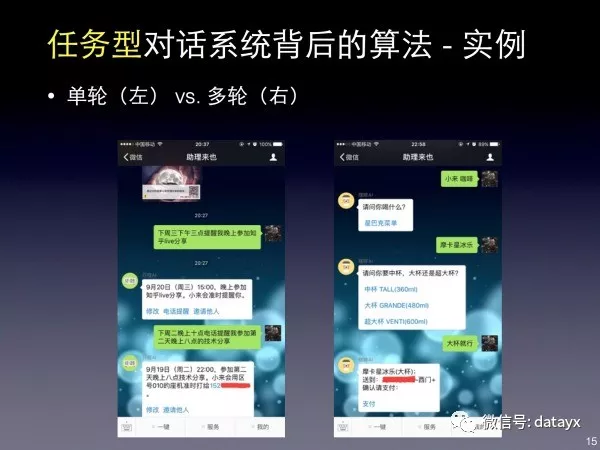 任务型对话系统背后的算法 - 实例
• 单轮（左） vs. 多轮（右）
中国移动 20:37 100%
微信 助理来也
20:27
下周三下午三点提醒我晚上参加知
乎live分享
20:27
9月20日（周三）15:00，晚上参加
知乎live分享。小来会准时提醒你。
修改 电话提醒 邀请他人
下周二晚上十点电话提醒我参加第
二天晚上八点的技术分享
9月19日（周二）22:00，参加第二
天晚上八点技术分享。小来会用区
号010的座机准时打给152
修改 邀请他人
一键 服务 我的
中国移动 22:58 89%
微信 助理来也
小来 咖啡
请问你喝什么？
星巴克菜单
摩卡星冰乐
请问你要中杯、大杯还是超大杯？
中杯 TALL(360ml)
大杯 GRANDE(480ml)
超大杯 VENTI(600ml)
大杯就行
摩卡星冰乐(大杯)：
送到： -西门+
确认请支付：
支付
一键 服务 我的
微信号: datayx
15